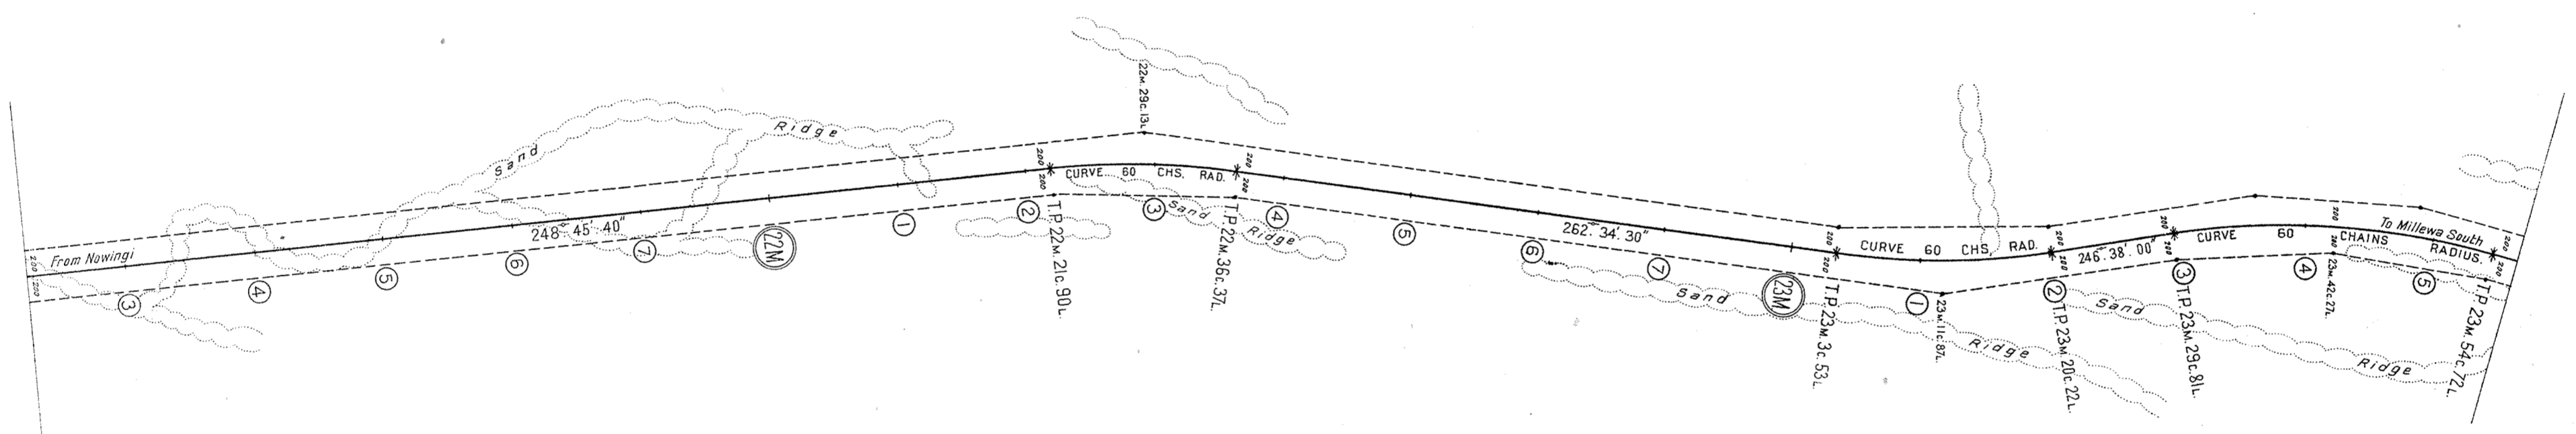 From Nowingi
200
200
3
4
Sand
5
6
248°. 45'. 40"
7
Ridge
22M
1
2
200
200
T.P. 22M. 21C. 90L.
CURVE 60 CHS. RAD.
22M. 29C. 13L.
3
Sand Ridge
200
200
T.P. 22M. 36C. 37L.
4
5
6
262°. 34'. 30"
7
Sand
23M
200
200
T.P. 23M. 3C. 53L.
CURVE 60 CHS. RAD.
1
23M. 11C. 87L.
Ridge
200
200
2
T.P. 23M. 20C. 22L.
246°. 38'. 00"
Sand
200
200
3
T.P. 23M. 29C. 81L.
CURVE 60 CHAINS RADIUS.
4
200
200
23M. 42C. 27L.
To Millewa South
5
Ridge
200
200
T.P. 23M. 54C. 72L.